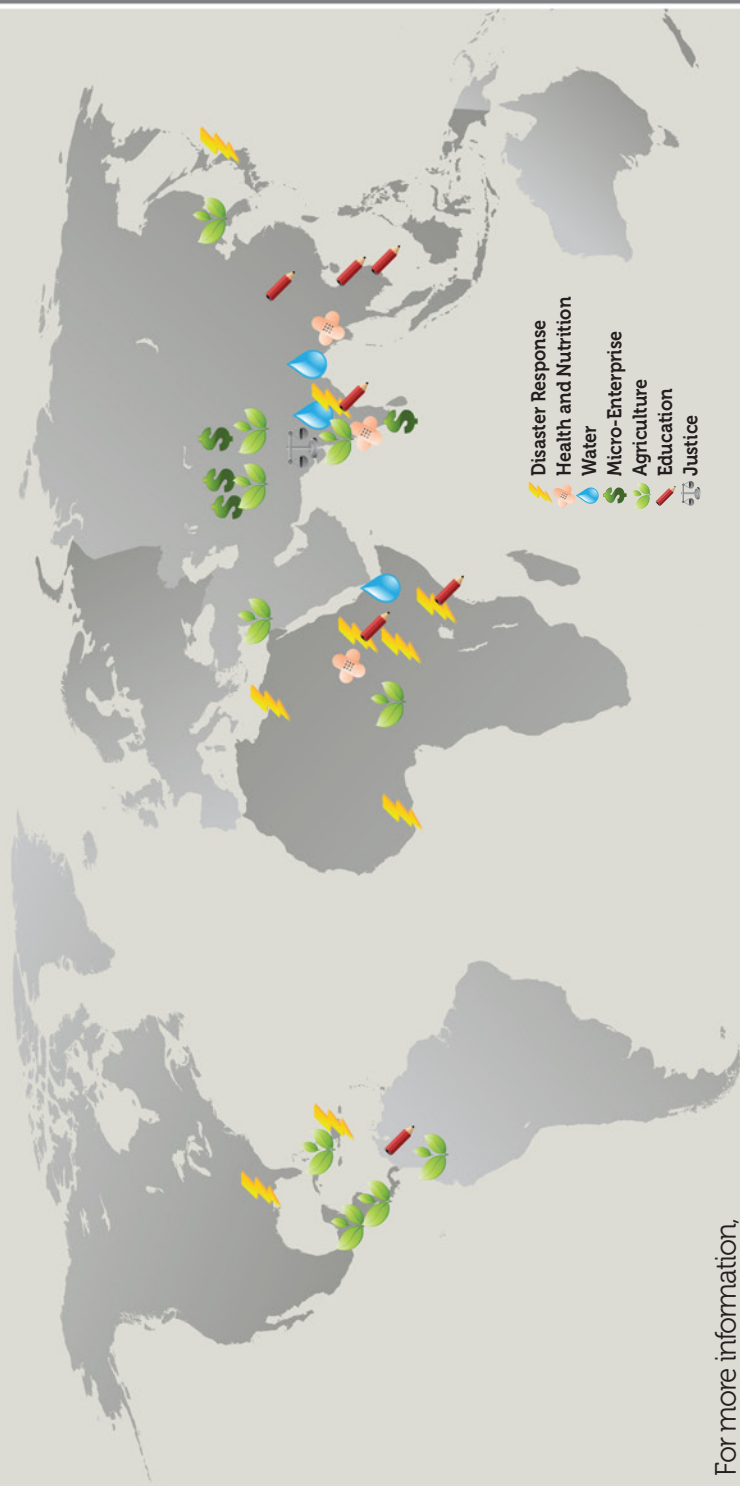 Disaster Response
Health and Nutrition
Water
Micro-Enterprise
Agriculture
Education
Justice
For more information,